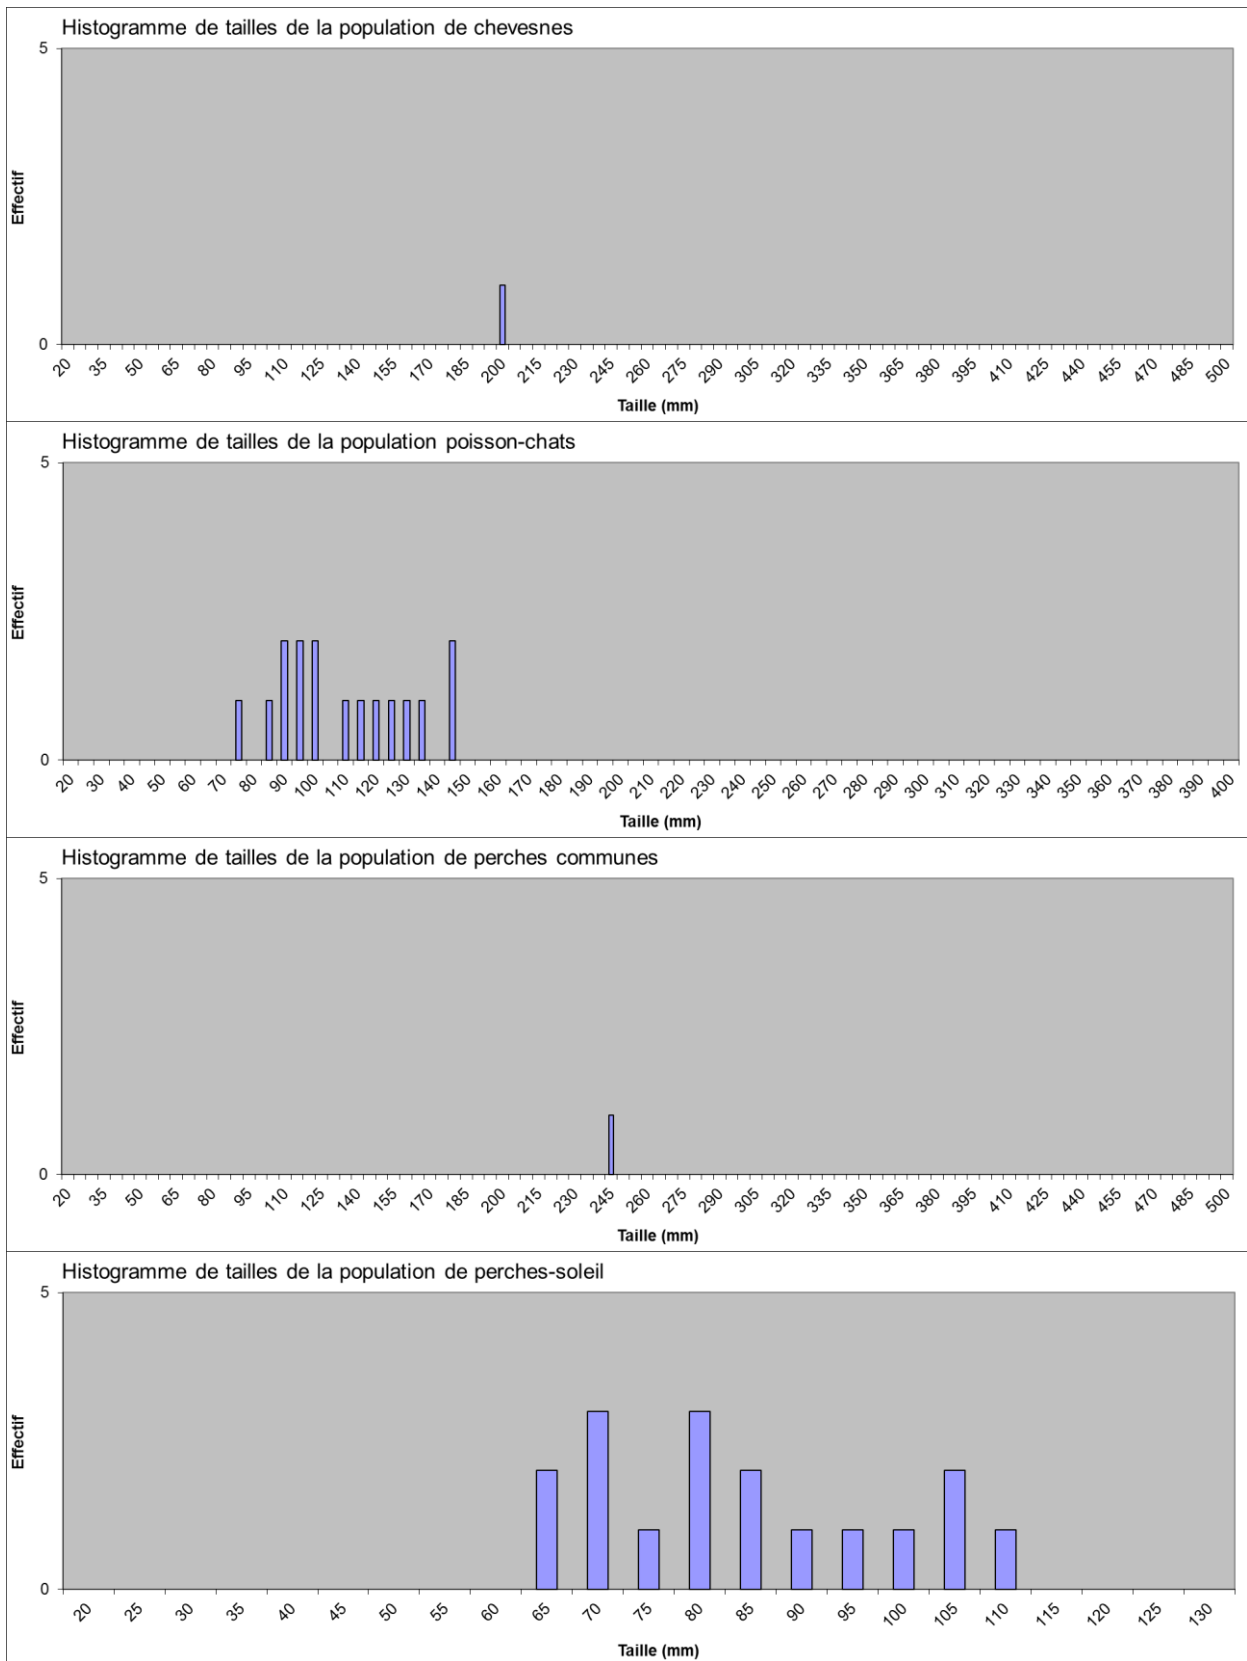 Histogramme de tailles de la population de chevesnes
5
Effectif
0
20 35 50 65 80 95 110 125 140 155 170 185 200 215 230 245 260 275 290 305 320 335 350 365 380 395 410 425 440 455 470 485 500
Taille (mm)
Histogramme de tailles de la population poisson-chats
5
Effectif
0
20 30 40 50 60 70 80 90 100 110 120 130 140 150 160 170 180 190 200 210 220 230 240 250 260 270 280 290 300 310 320 330 340 350 360 370 380 390 400
Taille (mm)
Histogramme de tailles de la population de perches communes
5
Effectif
0
20 35 50 65 80 95 110 125 140 155 170 185 200 215 230 245 260 275 290 305 320 335 350 365 380 395 410 425 440 455 470 485 500
Taille (mm)
Histogramme de tailles de la population de perches-soleil
5
Effectif
0
20 25 30 35 40 45 50 55 60 65 70 75 80 85 90 95 100 105 110 115 120 125 130
Taille (mm)